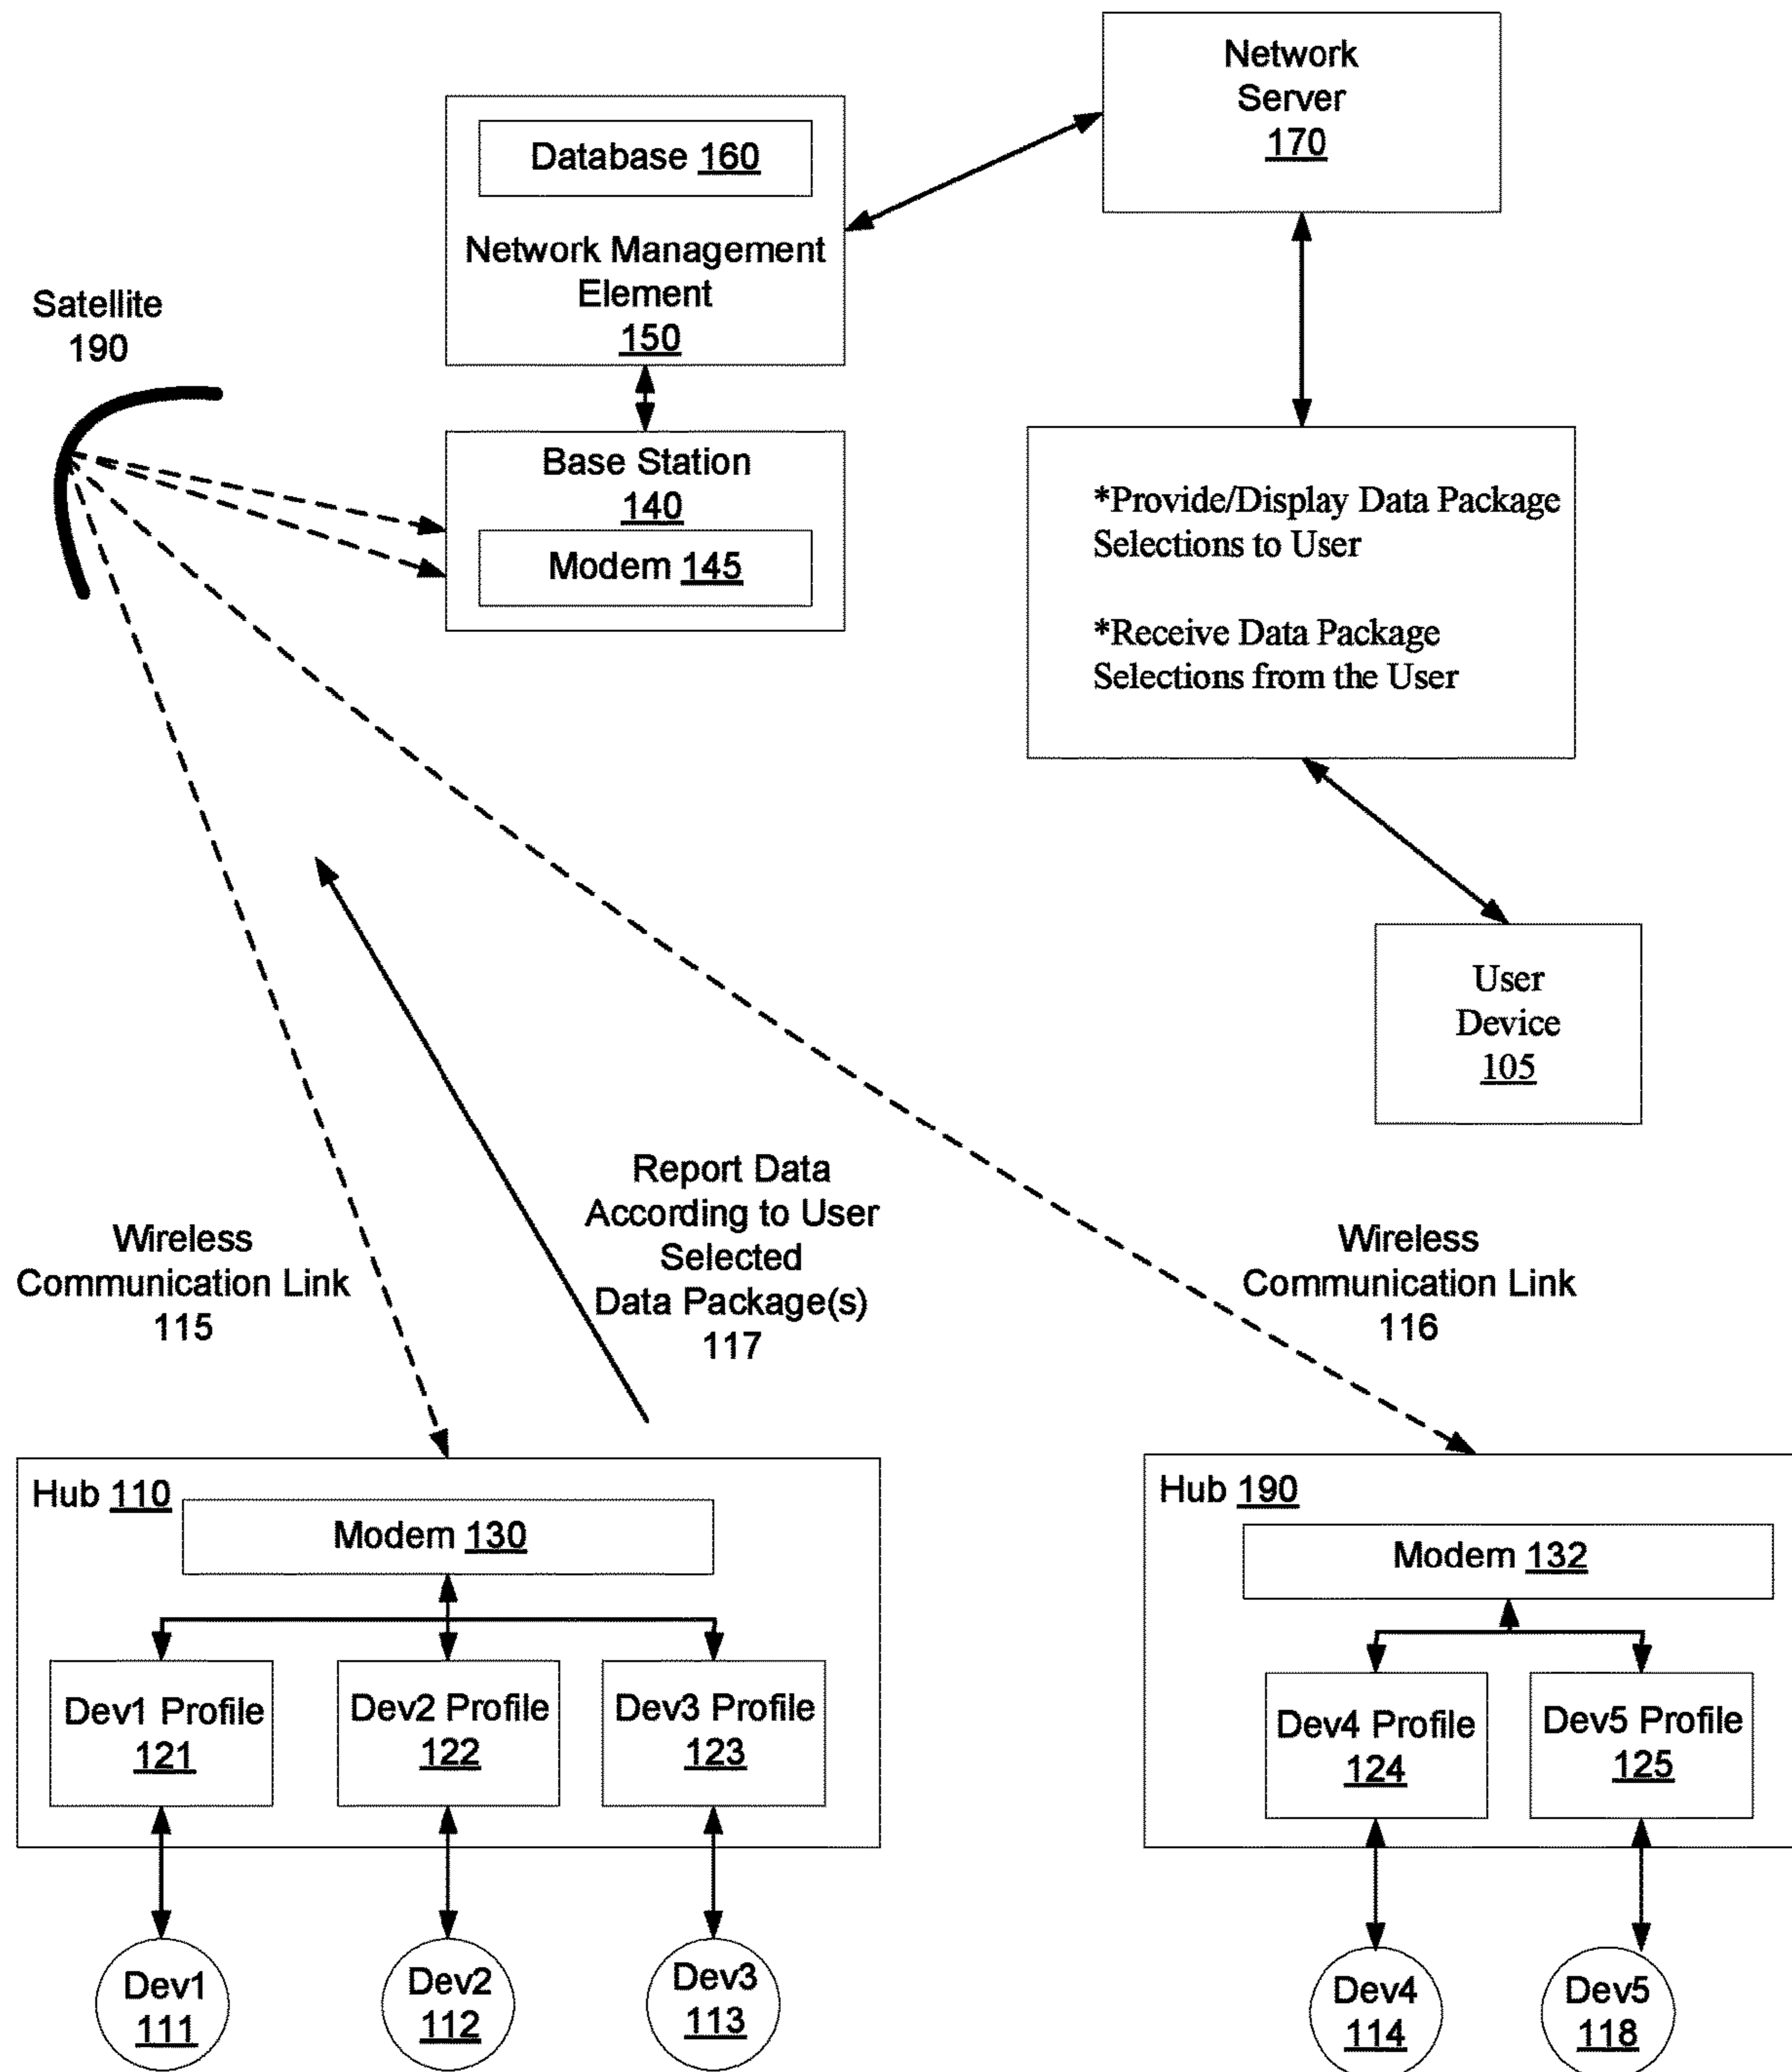 Network
Server
170
Database 160
Network Management
Element
150
Satellite
190
Base Station
140
Modem 145
*Provide/Display Data Package
Selections to User
*Receive Data Package
Selections from the User
User
Device
105
Report Data
According to User
Selected
Data Package(s)
117
Wireless
Communication Link
115
Wireless
Communication Link
116
Hub 110
Modem 130
Dev1 Profile
121
Dev2 Profile
122
Dev3 Profile
123
Hub 190
Modem 132
Dev4 Profile
124
Dev5 Profile
125
Dev1
111
Dev2
112
Dev3
113
Dev4
114
Dev5
118